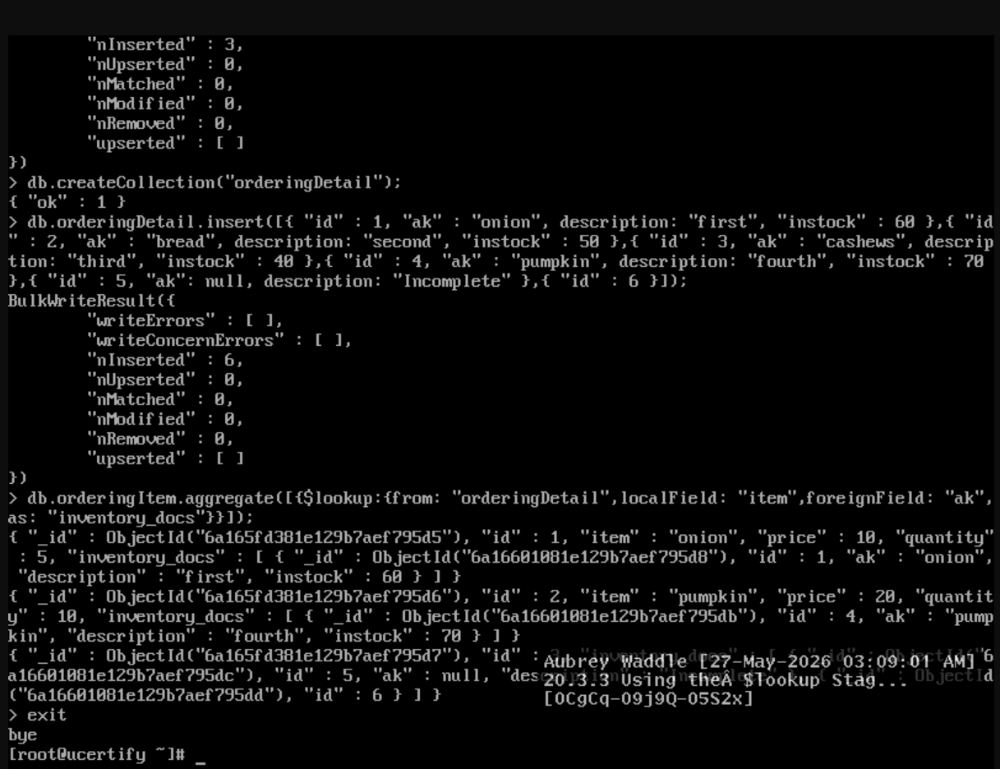 "nInserted" : 3,
        "nUpserted" : 0,
        "nMatched" : 0,
        "nModified" : 0,
        "nRemoved" : 0,
        "upserted" : [ ]
})
> db.createCollection("orderingDetail");
{ "ok" : 1 }
> db.orderingDetail.insert([{ "id" : 1, "ak" : "onion", description: "first", "instock" : 60 },{ "id
" : 2, "ak" : "bread", description: "second", "instock" : 50 },{ "id" : 3, "ak" : "cashews", descrip
tion: "third", "instock" : 40 },{ "id" : 4, "ak" : "pumpkin", description: "fourth", "instock" : 70
},{ "id" : 5, "ak": null, description: "Incomplete" },{ "id" : 6 }]);
BulkWriteResult({
        "writeErrors" : [ ],
        "writeConcernErrors" : [ ],
        "nInserted" : 6,
        "nUpserted" : 0,
        "nMatched" : 0,
        "nModified" : 0,
        "nRemoved" : 0,
        "upserted" : [ ]
})
> db.orderingItem.aggregate([{$lookup:{from: "orderingDetail",localField: "item",foreignField: "ak",
as: "inventory_docs"}}]);
{ "_id" : ObjectId("6a165fd381e129b7aef795d5"), "id" : 1, "item" : "onion", "price" : 10, "quantity"
 : 5, "inventory_docs" : [ { "_id" : ObjectId("6a16601081e129b7aef795d8"), "id" : 1, "ak" : "onion",
 "description" : "first", "instock" : 60 } ] }
{ "_id" : ObjectId("6a165fd381e129b7aef795d6"), "id" : 2, "item" : "pumpkin", "price" : 20, "quantit
y" : 10, "inventory_docs" : [ { "_id" : ObjectId("6a16601081e129b7aef795db"), "id" : 4, "ak" : "pump
kin", "description" : "fourth", "instock" : 70 } ] }
{ "_id" : ObjectId("6a165fd381e129b7aef795d7"), "id" : 3, "inventory_docs" : [ { "_id" : ObjectId("6
a16601081e129b7aef795dc"), "id" : 5, "ak" : null, "description" : "Incomplete" }, { "_id" : ObjectId
("6a16601081e129b7aef795dd"), "id" : 6 } ] }
Aubrey Waddle [27-May-2026 03:09:01 AM]
20.3.3 Using theÂ $Tookup Stag...
[OCgCq-O9j9Q-O5S2x]
> exit
bye
[root@ucertify ~]# _